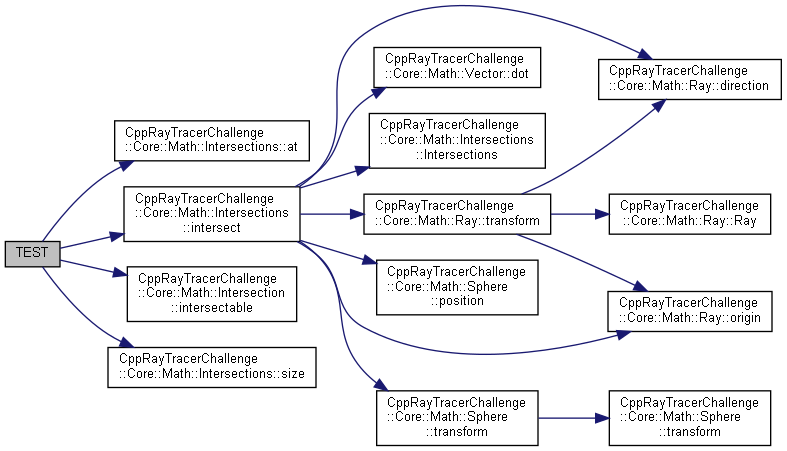 TEST
CppRayTracerChallenge
::Core::Math::Intersections::at
CppRayTracerChallenge
::Core::Math::Intersections
::intersect
CppRayTracerChallenge
::Core::Math::Intersection
::intersectable
CppRayTracerChallenge
::Core::Math::Intersections::size
CppRayTracerChallenge
::Core::Math::Vector::dot
CppRayTracerChallenge
::Core::Math::Intersections
::Intersections
CppRayTracerChallenge
::Core::Math::Ray::transform
CppRayTracerChallenge
::Core::Math::Sphere
::position
CppRayTracerChallenge
::Core::Math::Sphere
::transform
CppRayTracerChallenge
::Core::Math::Ray::direction
CppRayTracerChallenge
::Core::Math::Ray::Ray
CppRayTracerChallenge
::Core::Math::Ray::origin
CppRayTracerChallenge
::Core::Math::Sphere
::transform